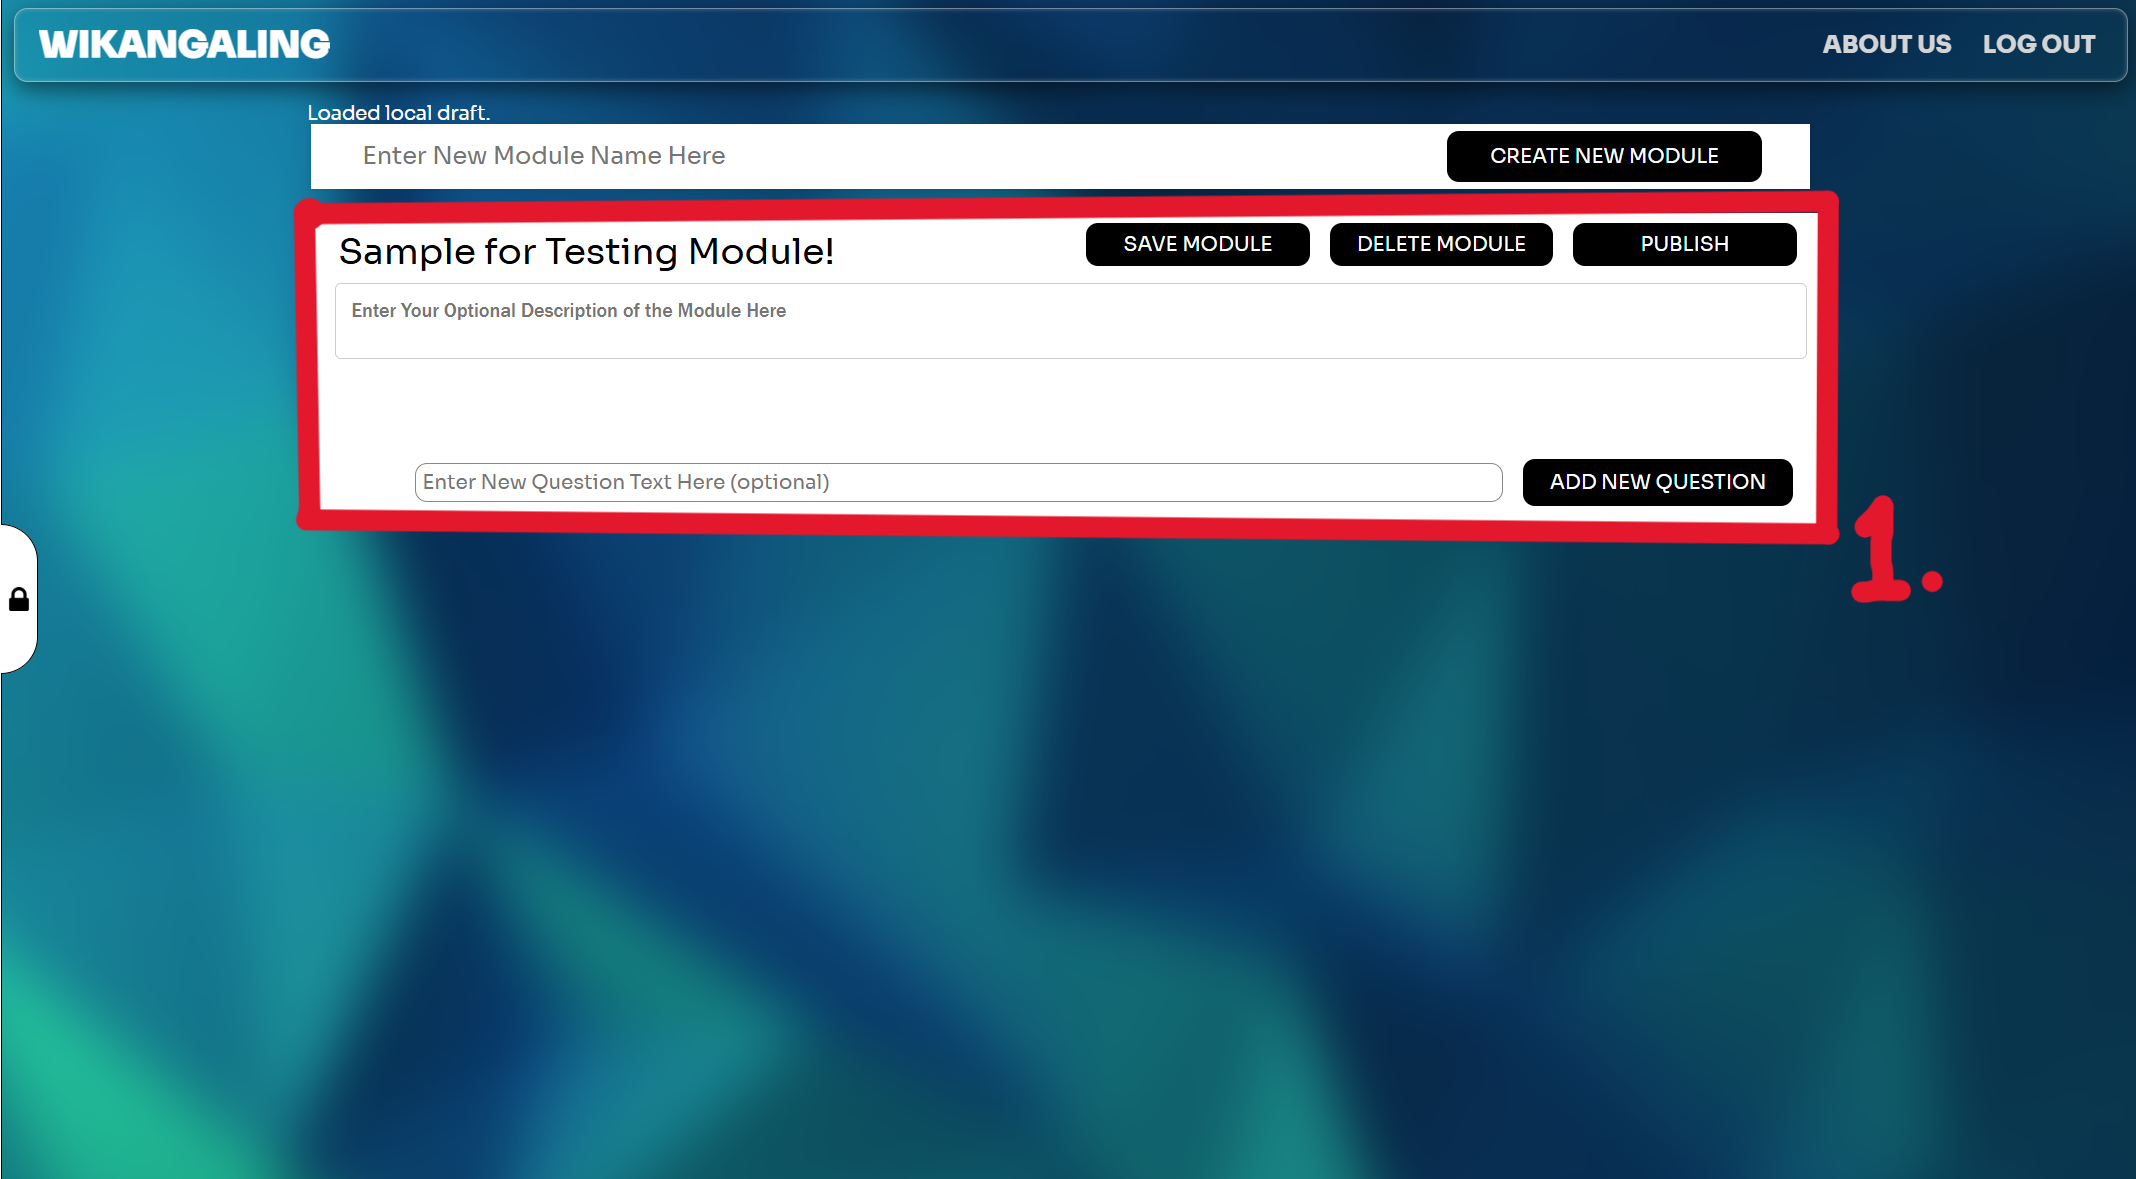 WIKANGALING ABOUT US LOG OUT
Loaded local draft.
Enter New Module Name Here CREATE NEW MODULE
Sample for Testing Module! SAVE MODULE DELETE MODULE PUBLISH
Enter Your Optional Description of the Module Here
Enter New Question Text Here (optional) ADD NEW QUESTION
1.